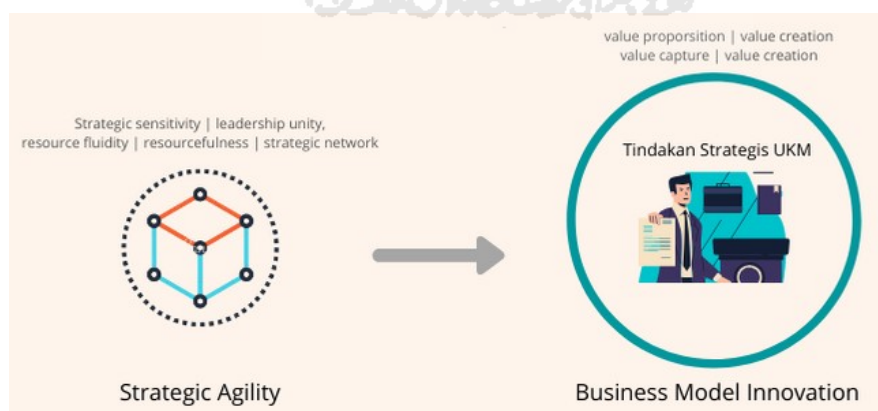 value proporsition | value creation
value capture | value creation
Strategic sensitivity | leadership unity,
resource fluidity | resourcefulness | strategic network
Tindakan Strategis UKM
Strategic Agility
Business Model Innovation